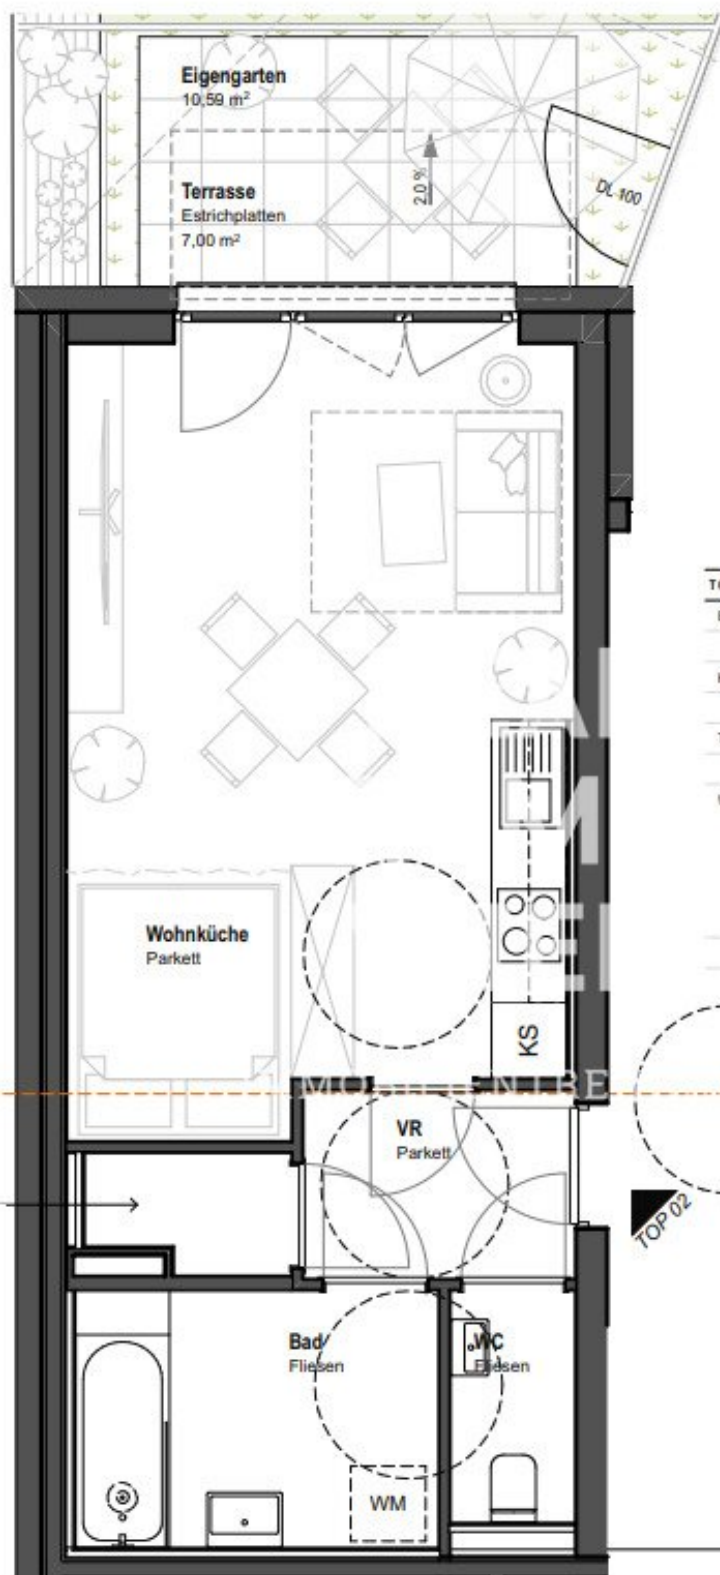 Eigengarten
10,59 m²
Terrasse
Estrichplatten
7,00 m²
2,0 %
DL 100
Wohnküche
Parkett
KS
VR
Parkett
TOP 02
Bad
Fliesen
WC
Fliesen
WM